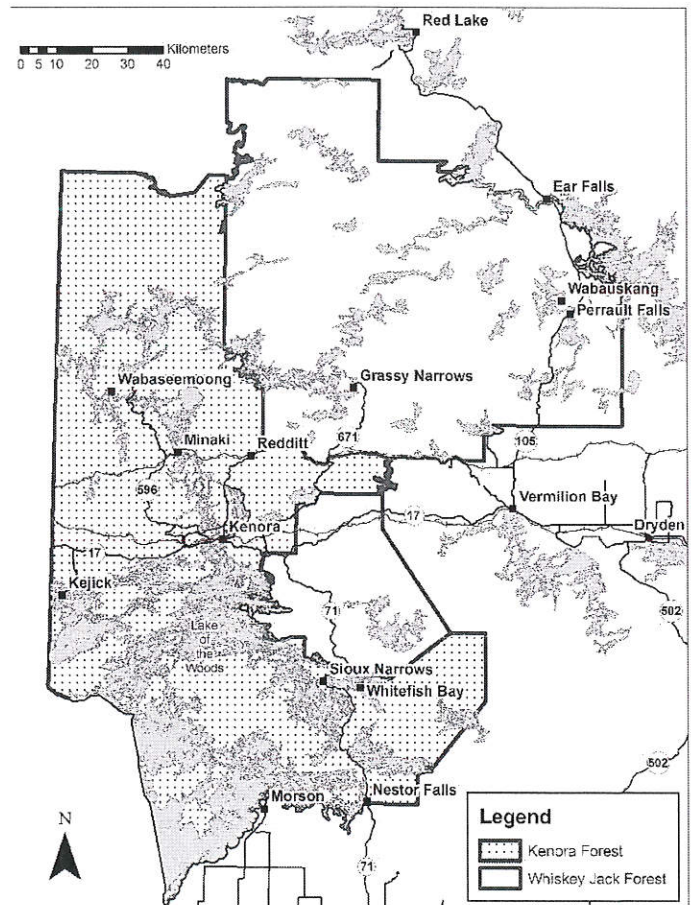 Red Lake
Kilometers
0 5 10 20 30 40
Ear Falls
Wabauskang
Perrault Falls
Wabaseemoong
Grassy Narrows
Minaki
Redditt
671
105
596
Vermilion Bay
Kenora
17
Dryden
17
Kejick
71
502
Lake
of the
Woods
Sioux Narrows
Whitefish Bay
502
Morson
Nestor Falls
N
71
Legend
Kenora Forest
Whiskey Jack Forest